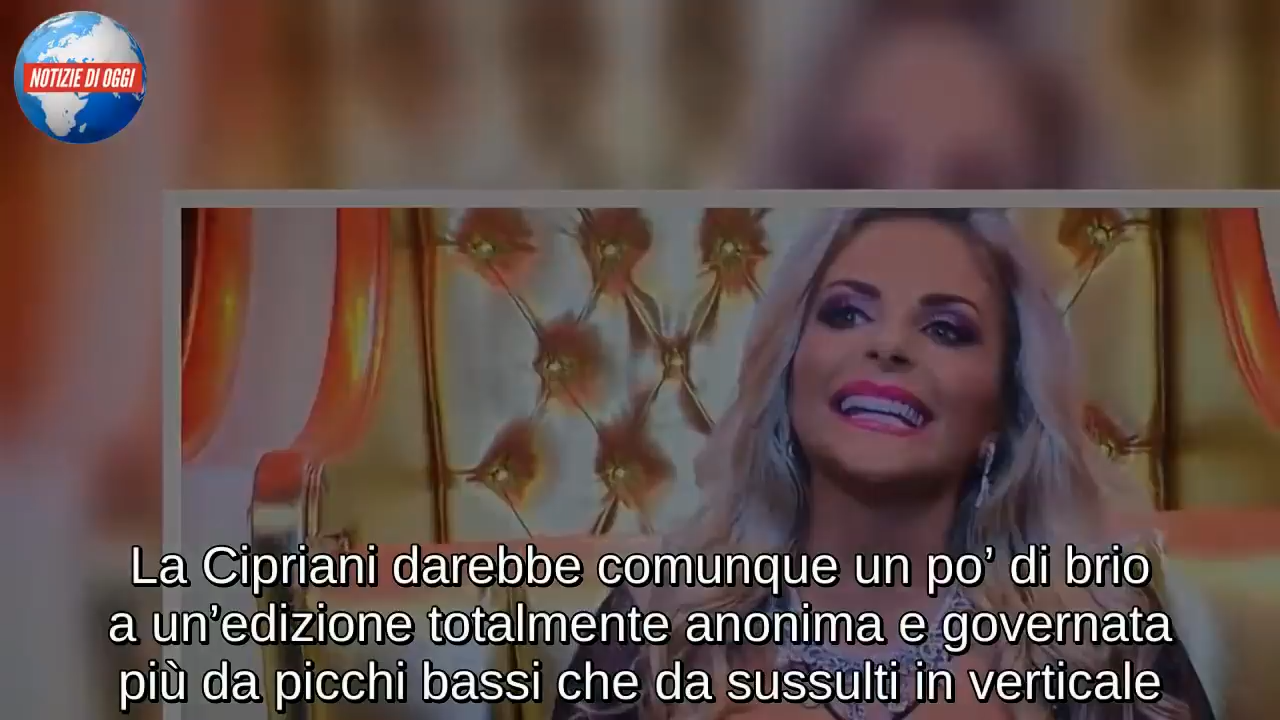 NOTIZIE DI OGGI
La Cipriani darebbe comunque un po’ di brio
a un’edizione totalmente anonima e governata
più da picchi bassi che da sussulti in verticale